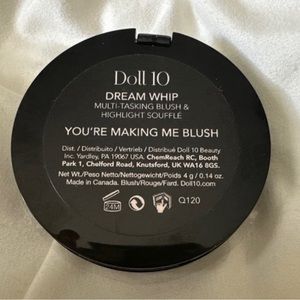 Doll 10
DREAM WHIP
MULTI-TASKING BLUSH &
HIGHLIGHT SOUFFLÉ
YOU'RE MAKING ME BLUSH
Dist. / Distribuito / Vertrieb / Distribué Doll 10 Beauty
Inc. Yardley, PA 19067 USA. ChemReach RC, Booth
Park 1, Chelford Road, Knutsford, UK WA16 8GS.
Net Wt./Peso Netto/Nettogewicht/Poids 4 g / 0.14 oz.
Made in Canada. Blush/Rouge/Fard. Doll10.com
24M
Q120